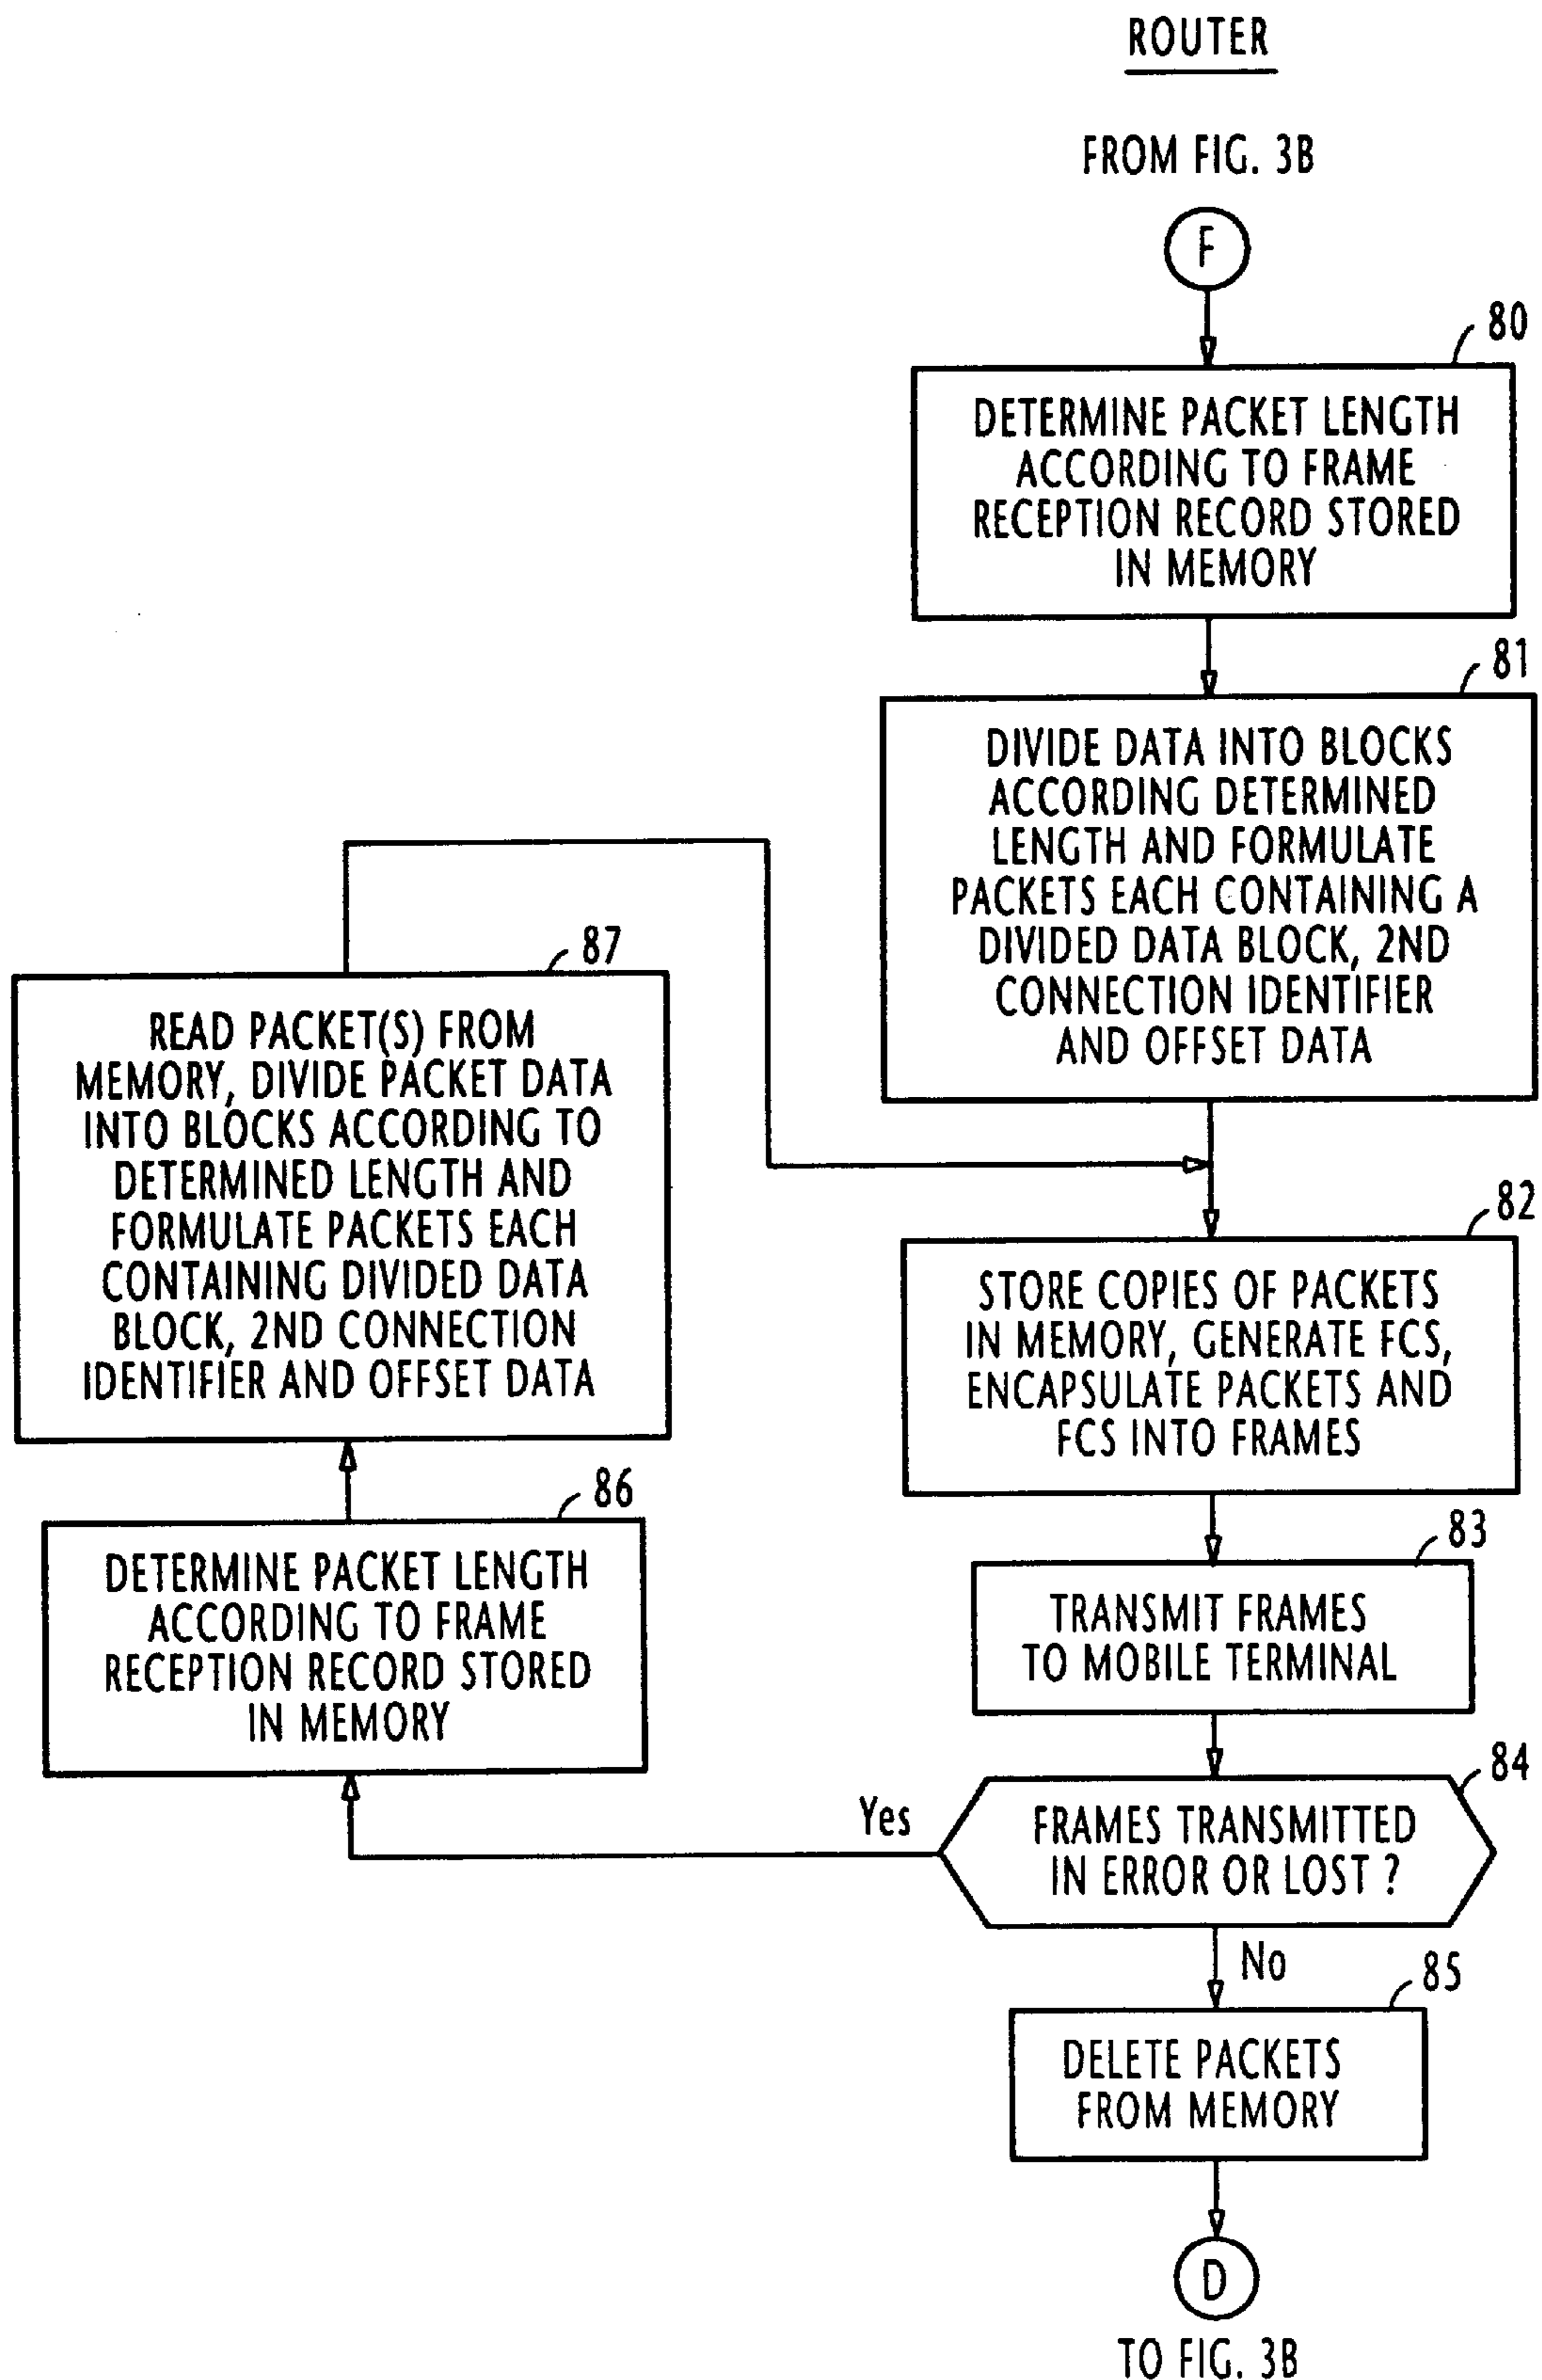 ROUTER
FROM FIG. 3B
F
80
DETERMINE PACKET LENGTH
ACCORDING TO FRAME
RECEPTION RECORD STORED
IN MEMORY
81
DIVIDE DATA INTO BLOCKS
ACCORDING DETERMINED
LENGTH AND FORMULATE
PACKETS EACH CONTAINING A
DIVIDED DATA BLOCK, 2ND
CONNECTION IDENTIFIER
AND OFFSET DATA
87
READ PACKET(S) FROM
MEMORY, DIVIDE PACKET DATA
INTO BLOCKS ACCORDING TO
DETERMINED LENGTH AND
FORMULATE PACKETS EACH
CONTAINING DIVIDED DATA
BLOCK, 2ND CONNECTION
IDENTIFIER AND OFFSET DATA
82
STORE COPIES OF PACKETS
IN MEMORY, GENERATE FCS,
ENCAPSULATE PACKETS AND
FCS INTO FRAMES
86
DETERMINE PACKET LENGTH
ACCORDING TO FRAME
RECEPTION RECORD STORED
IN MEMORY
83
TRANSMIT FRAMES
TO MOBILE TERMINAL
84
Yes
FRAMES TRANSMITTED
IN ERROR OR LOST ?
No
85
DELETE PACKETS
FROM MEMORY
D
TO FIG. 3B